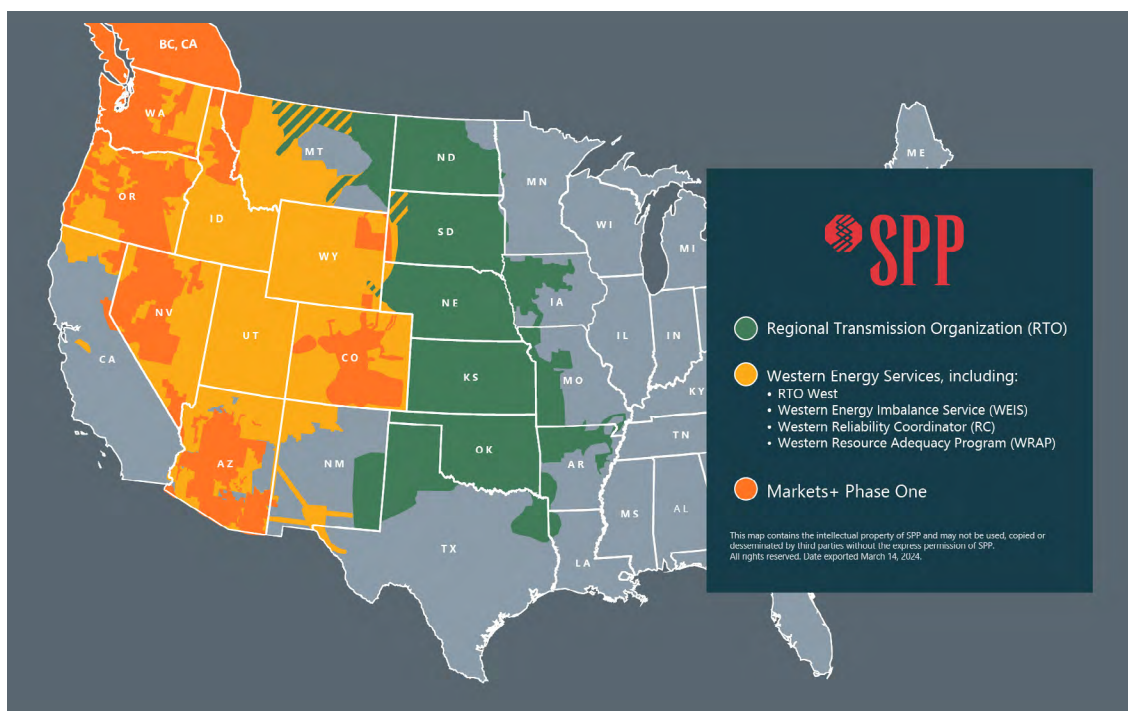 BC, CA
WA
MT
ND
ME
MN
OR
ID
SD
WI
MI
WY
NE
IA
NV
UT
IL
IN
CA
CO
KS
MO
KY
AZ
NM
OK
AR
TN
TX
LA
MS
AL
SPP
Regional Transmission Organization (RTO)
Western Energy Services, including:
• RTO West
• Western Energy Imbalance Service (WEIS)
• Western Reliability Coordinator (RC)
• Western Resource Adequacy Program (WRAP)
Markets+ Phase One
This map contains the intellectual property of SPP and may not be used, copied or
desseminated by third parties without the express permission of SPP.
All rights reserved. Date exported March 14, 2024.